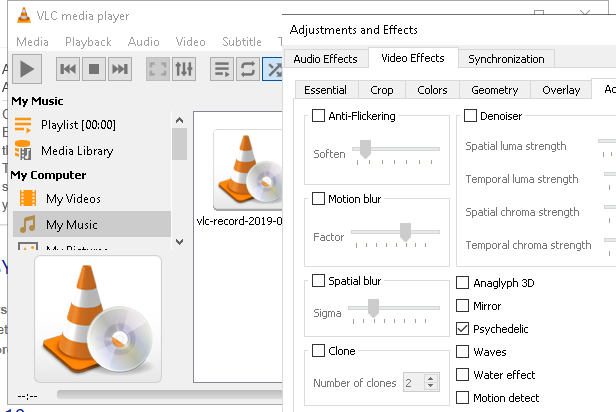 VLC media player
Media Playback Audio Video Subtitle T
My Music
Playlist [00:00]
Media Library
My Computer
My Videos
My Music
My Pictures
vlc-record-2019-0
--:--
Adjustments and Effects
Audio Effects Video Effects Synchronization
Essential Crop Colors Geometry Overlay
Anti-Flickering
Soften
Motion blur
Factor
Spatial blur
Sigma
Clone
Number of clones 2
Denoiser
Spatial luma strength
Temporal luma strength
Spatial chroma strength
Temporal chroma strength
Anaglyph 3D
Mirror
Psychedelic
Waves
Water effect
Motion detect